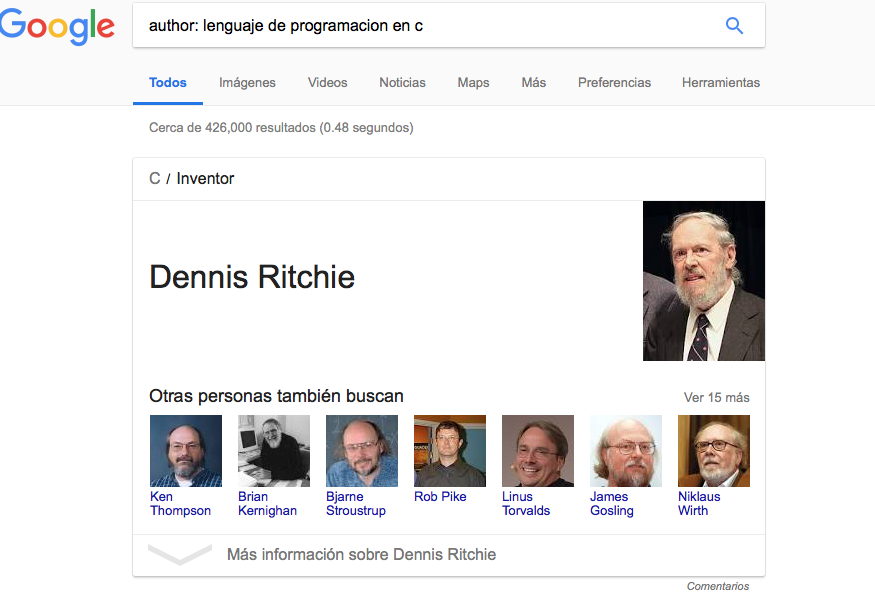 Google
author: lenguaje de programacion en c
Todos Imágenes Videos Noticias Maps Más Preferencias Herramientas
Cerca de 426,000 resultados (0.48 segundos)
C / Inventor
Dennis Ritchie
Otras personas también buscan
Ver 15 más
Ken Thompson
Brian Kernighan
Bjarne Stroustrup
Rob Pike
Linus Torvalds
James Gosling
Niklaus Wirth
Más información sobre Dennis Ritchie
Comentarios